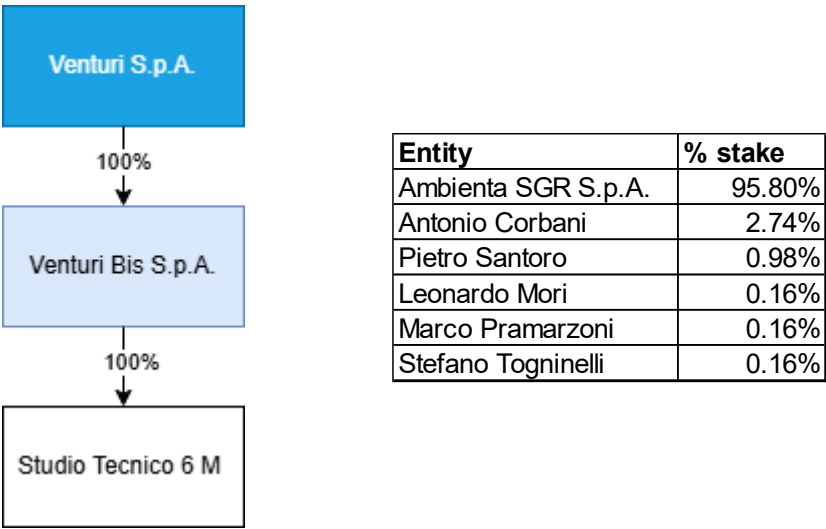 Venturi S.p.A.
100%
Venturi Bis S.p.A.
100%
Studio Tecnico 6 M
Entity % stake
Ambienta SGR S.p.A. 95.80%
Antonio Corbani 2.74%
Pietro Santoro 0.98%
Leonardo Mori 0.16%
Marco Pramarzoni 0.16%
Stefano Togninelli 0.16%